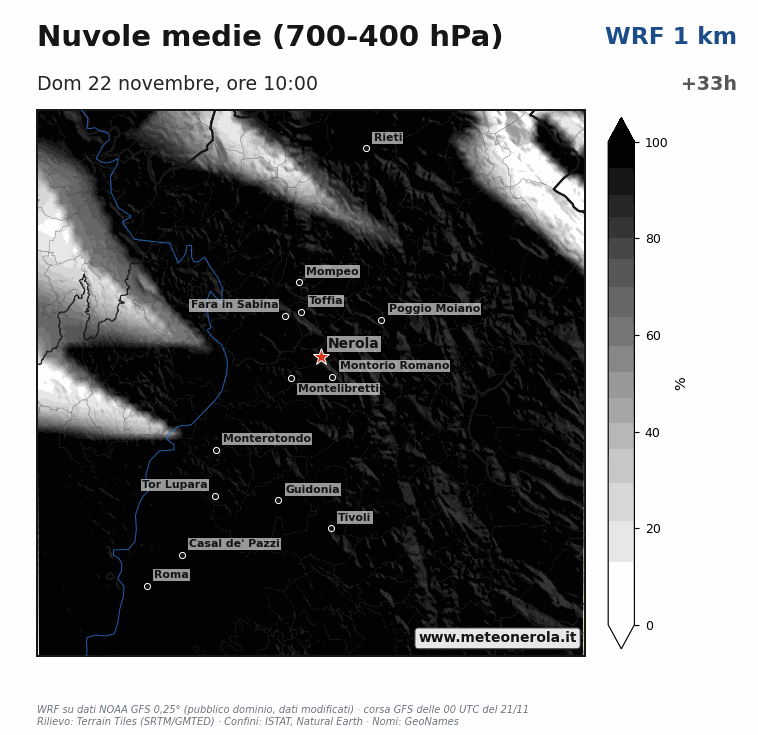 Nuvole medie (700-400 hPa)
WRF 1 km
Dom 22 novembre, ore 10:00
+33h
Rieti
Mompeo
Fara in Sabina
Toffia
Poggio Moiano
Nerola
Montorio Romano
Montelibretti
Monterotondo
Tor Lupara
Guidonia
Tivoli
Casal de' Pazzi
Roma
www.meteonerola.it
100
80
60
40
20
0
%
WRF su dati NOAA GFS 0,25° (pubblico dominio, dati modificati) · corsa GFS delle 00 UTC del 21/11
Rilievo: Terrain Tiles (SRTM/GMTED) · Confini: ISTAT, Natural Earth · Nomi: GeoNames